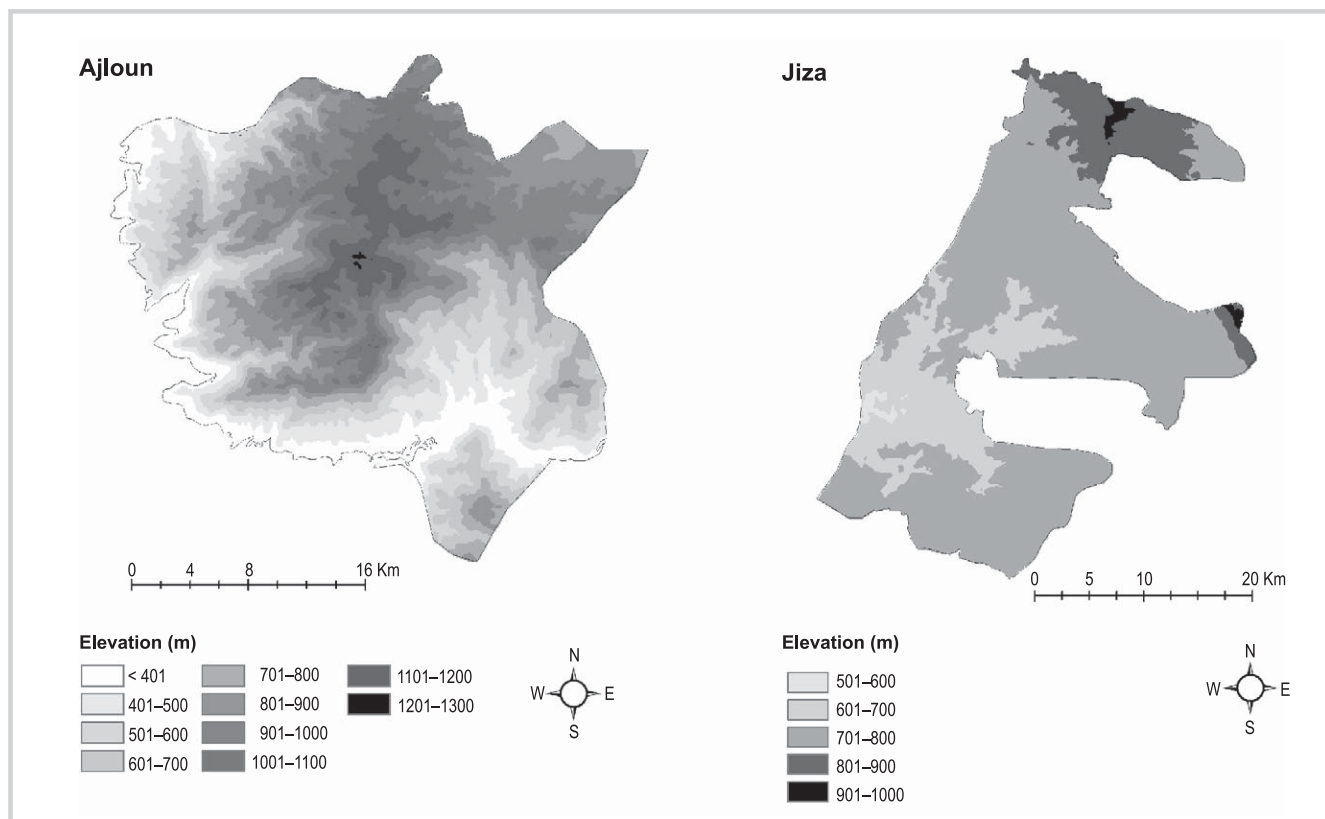 Ajloun
0 4 8 16 Km
Elevation (m)
< 401
401–500
501–600
601–700
701–800
801–900
901–1000
1001–1100
1101–1200
1201–1300
N
W E
S
Jiza
0 5 10 20 Km
Elevation (m)
501–600
601–700
701–800
801–900
901–1000
N
W E
S